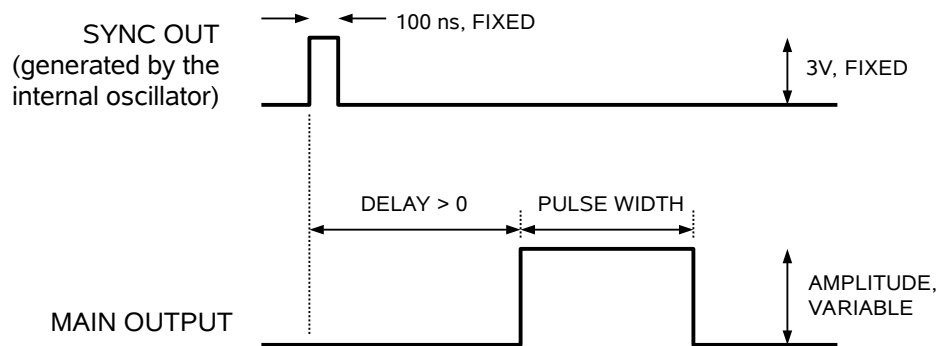 100 ns, FIXED
SYNC OUT
(generated by the
internal oscillator)
3V, FIXED
DELAY > 0
PULSE WIDTH
AMPLITUDE,
VARIABLE
MAIN OUTPUT